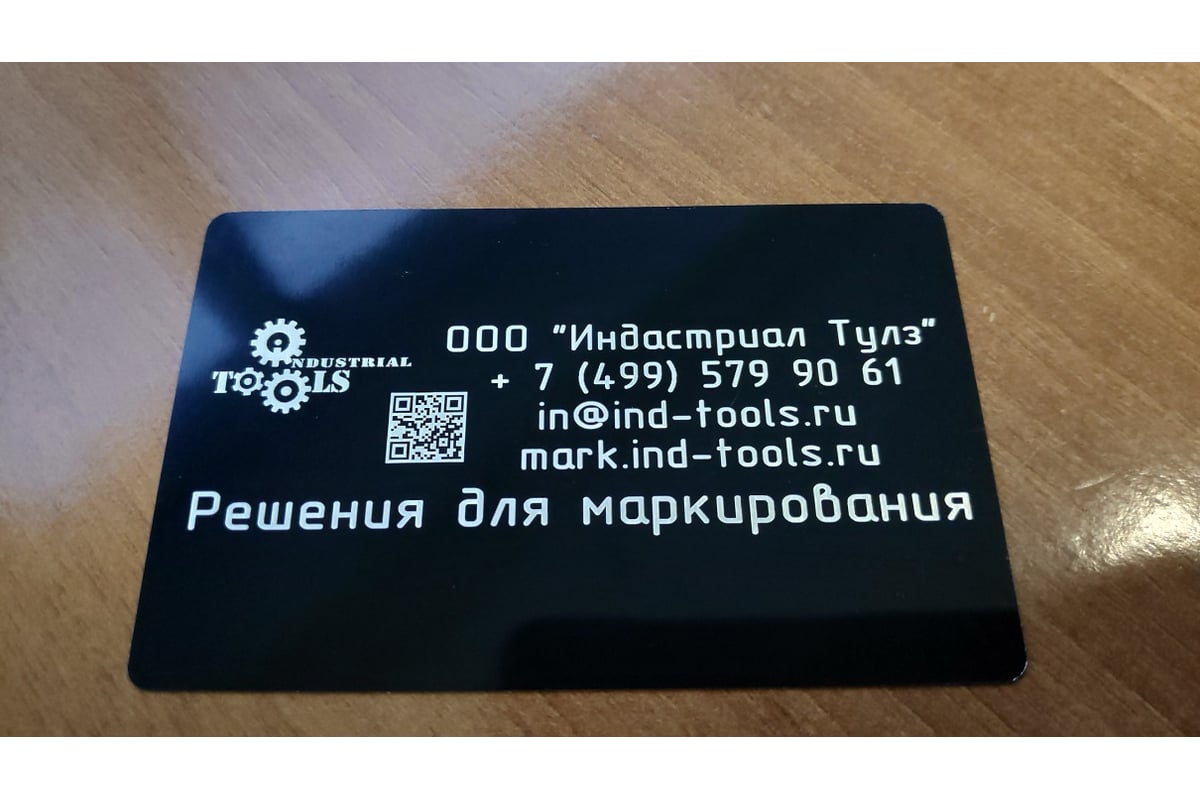 INDUSTRIAL
TOOLS
ООО "Индастриал Тулз"
+ 7 (499) 579 90 61
in@ind-tools.ru
mark.ind-tools.ru
Решения для маркирования